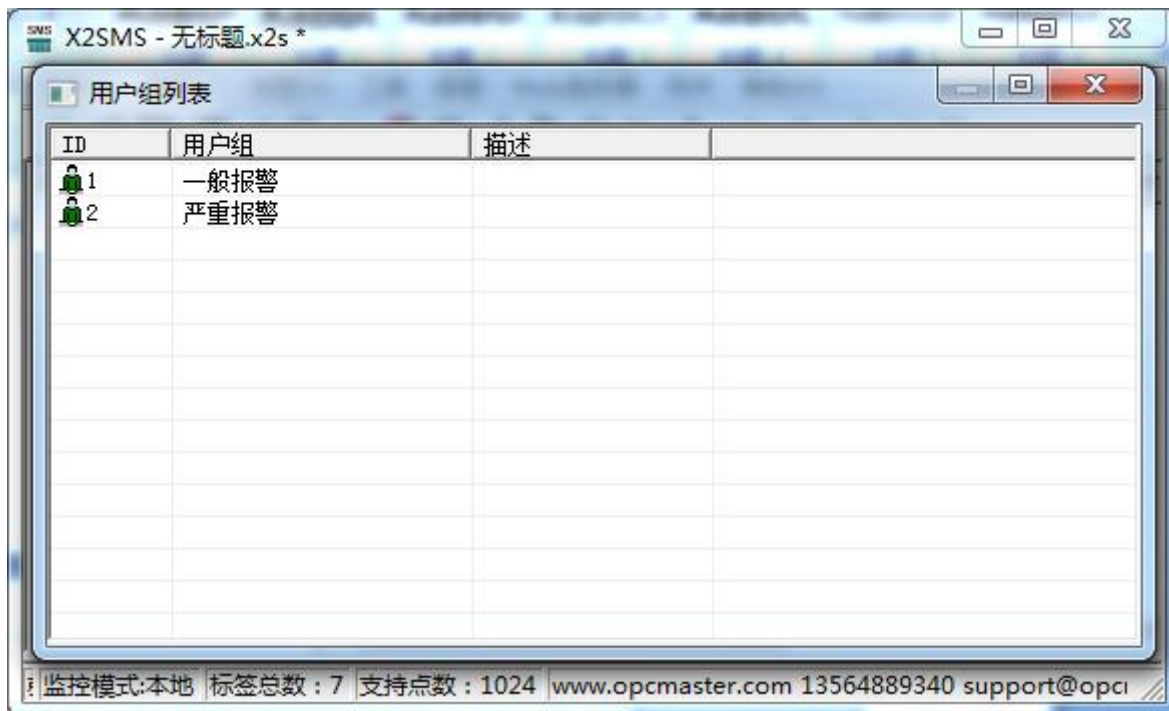 SMS X2SMS - 无标题.x2s *
用户组列表
ID 用户组 描述
1 一般报警
2 严重报警
监控模式:本地 标签总数：7 支持点数：1024 www.opcmaster.com 13564889340 support@opc